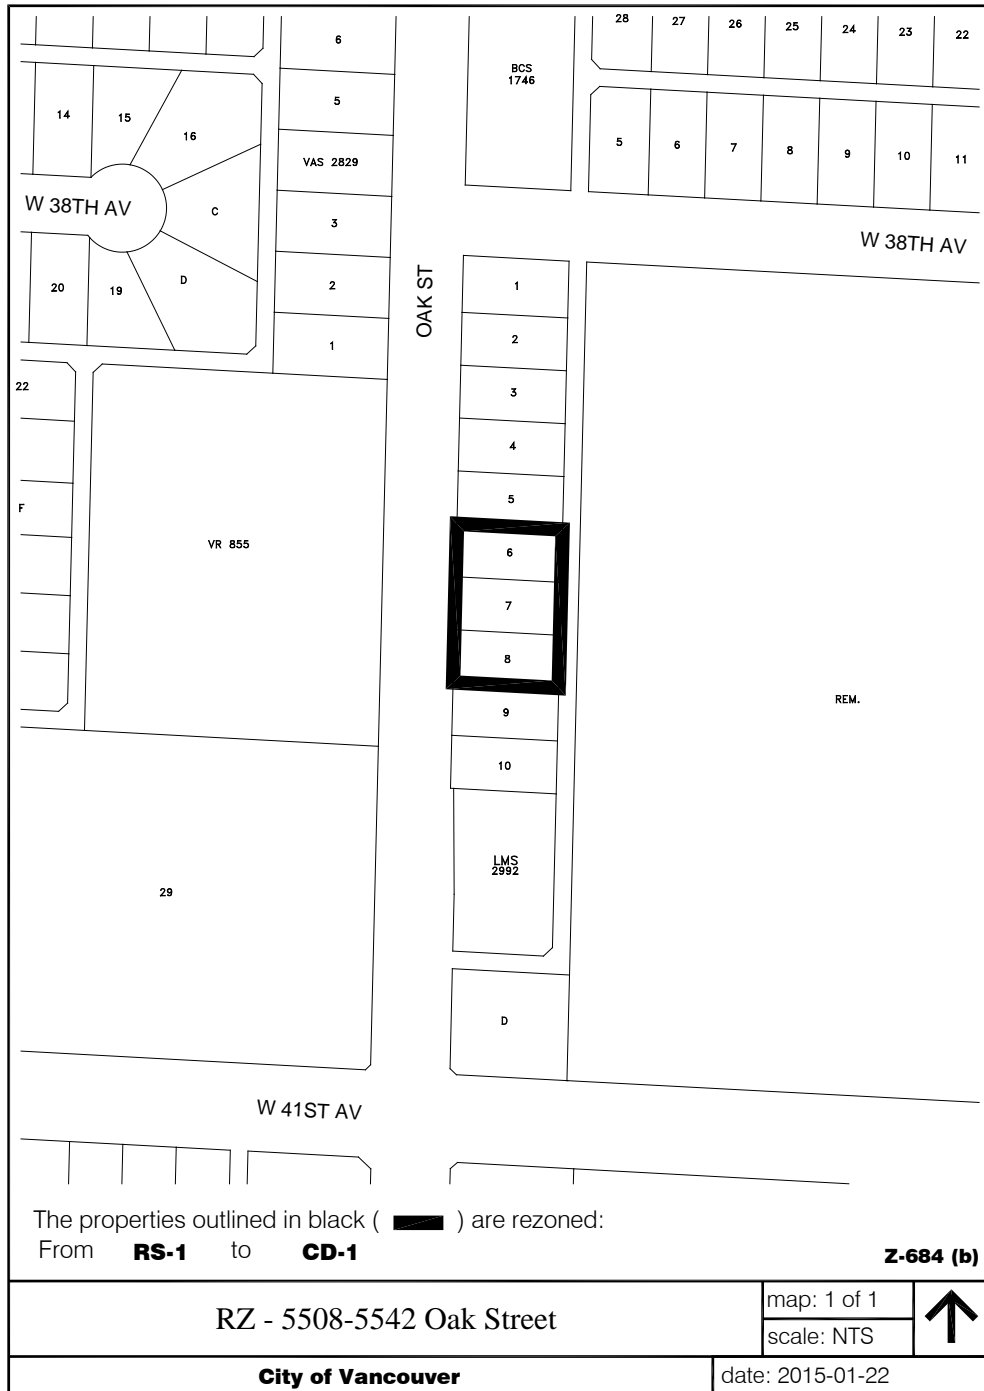 28 27 26 25 24 23 22
6
BCS
1746
5
14 15 16
5 6 7 8 9 10 11
VAS 2829
W 38TH AV
C
3
W 38TH AV
20 19 D
2
OAK ST
1
1
2
22
3
4
5
F
VR 855
6
7
8
REM.
9
10
LMS
2992
29
D
W 41ST AV
The properties outlined in black ( ) are rezoned:
From RS-1 to CD-1
Z-684 (b)
RZ - 5508-5542 Oak Street
map: 1 of 1
scale: NTS
City of Vancouver
date: 2015-01-22